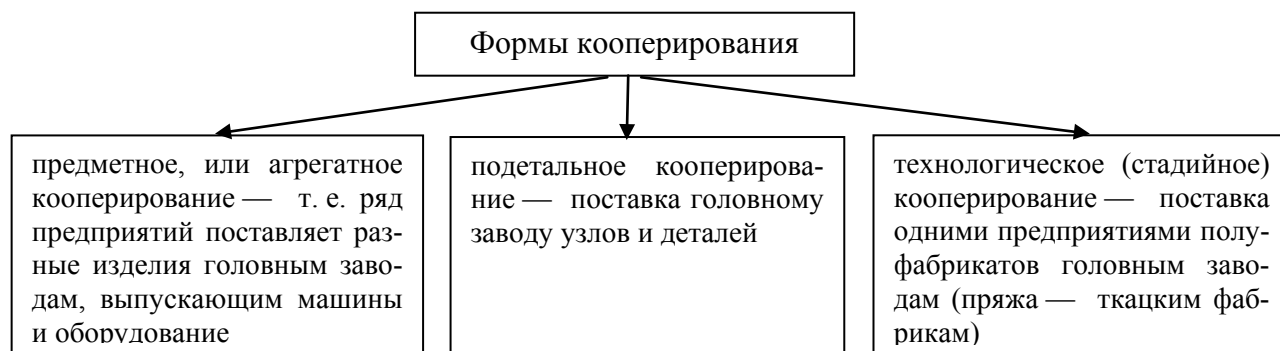 Формы кооперирования
предметное, или агрегатное
кооперирование — т. е. ряд
предприятий поставляет раз-
ные изделия головным заво-
дам, выпускающим машины
и оборудование
подетальное кооперирова-
ние — поставка головному
заводу узлов и деталей
технологическое (стадийное)
кооперирование — поставка
одними предприятиями полу-
фабрикатов головным заво-
дам (пряжа — ткацким фаб-
рикам)